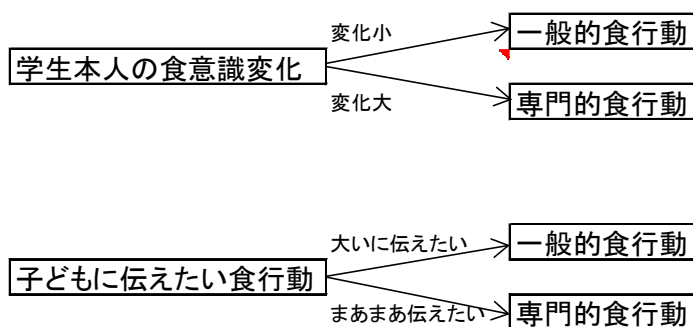 変化小
一般的食行動
学生本人の食意識変化
変化大
専門的食行動
大いに伝えたい
一般的食行動
子どもに伝えたい食行動
まあまあ伝えたい
専門的食行動